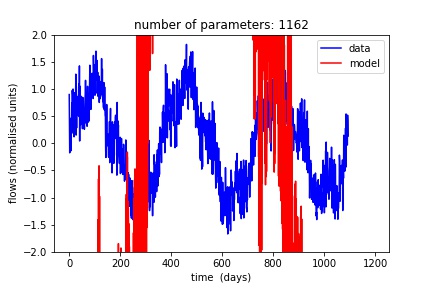 number of parameters: 1162
2.0
1.5
1.0
0.5
0.0
−0.5
−1.0
−1.5
−2.0
flows (normalised units)
data
model
0 200 400 600 800 1000 1200
time (days)